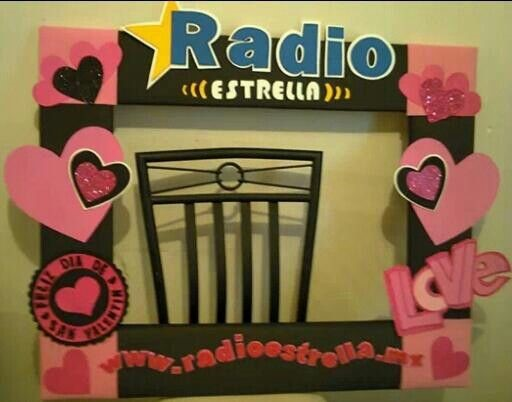 Radio
((( ESTRELLA )))
FELIZ DIA DE
SAN VALENTIN
LOVE
www.radioestrella.mx